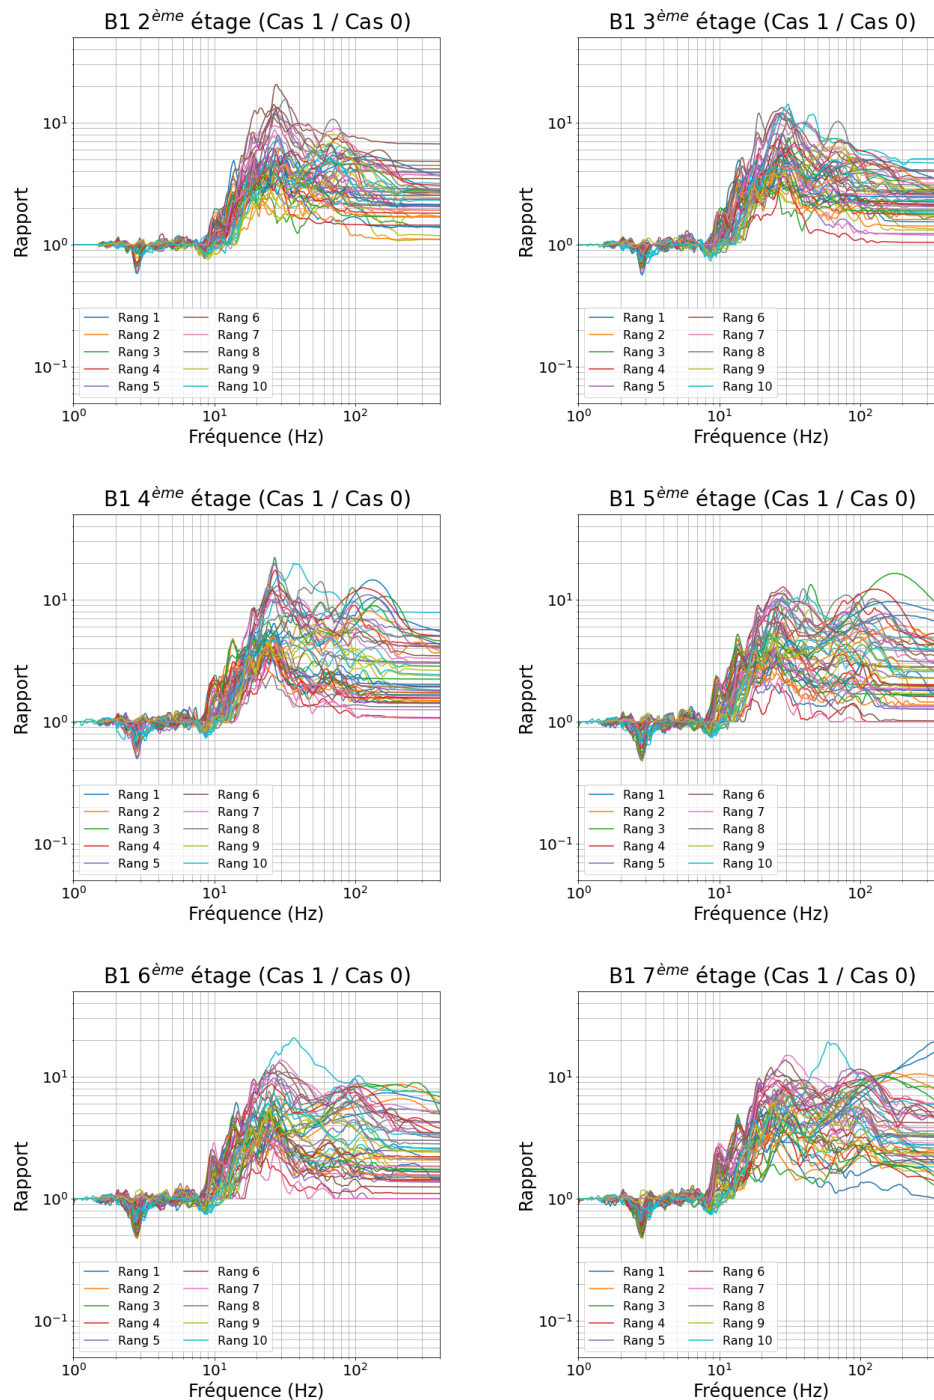 B1 2ème étage (Cas 1 / Cas 0)
Rapport
10¹
10⁰
10⁻¹
Rang 1 Rang 6
Rang 2 Rang 7
Rang 3 Rang 8
Rang 4 Rang 9
Rang 5 Rang 10
10⁰ 10¹ 10²
Fréquence (Hz)
B1 3ème étage (Cas 1 / Cas 0)
Rapport
10¹
10⁰
10⁻¹
Rang 1 Rang 6
Rang 2 Rang 7
Rang 3 Rang 8
Rang 4 Rang 9
Rang 5 Rang 10
10⁰ 10¹ 10²
Fréquence (Hz)
B1 4ème étage (Cas 1 / Cas 0)
Rapport
10¹
10⁰
10⁻¹
Rang 1 Rang 6
Rang 2 Rang 7
Rang 3 Rang 8
Rang 4 Rang 9
Rang 5 Rang 10
10⁰ 10¹ 10²
Fréquence (Hz)
B1 5ème étage (Cas 1 / Cas 0)
Rapport
10¹
10⁰
10⁻¹
Rang 1 Rang 6
Rang 2 Rang 7
Rang 3 Rang 8
Rang 4 Rang 9
Rang 5 Rang 10
10⁰ 10¹ 10²
Fréquence (Hz)
B1 6ème étage (Cas 1 / Cas 0)
Rapport
10¹
10⁰
10⁻¹
Rang 1 Rang 6
Rang 2 Rang 7
Rang 3 Rang 8
Rang 4 Rang 9
Rang 5 Rang 10
10⁰ 10¹ 10²
Fréquence (Hz)
B1 7ème étage (Cas 1 / Cas 0)
Rapport
10¹
10⁰
10⁻¹
Rang 1 Rang 6
Rang 2 Rang 7
Rang 3 Rang 8
Rang 4 Rang 9
Rang 5 Rang 10
10⁰ 10¹ 10²
Fréquence (Hz)